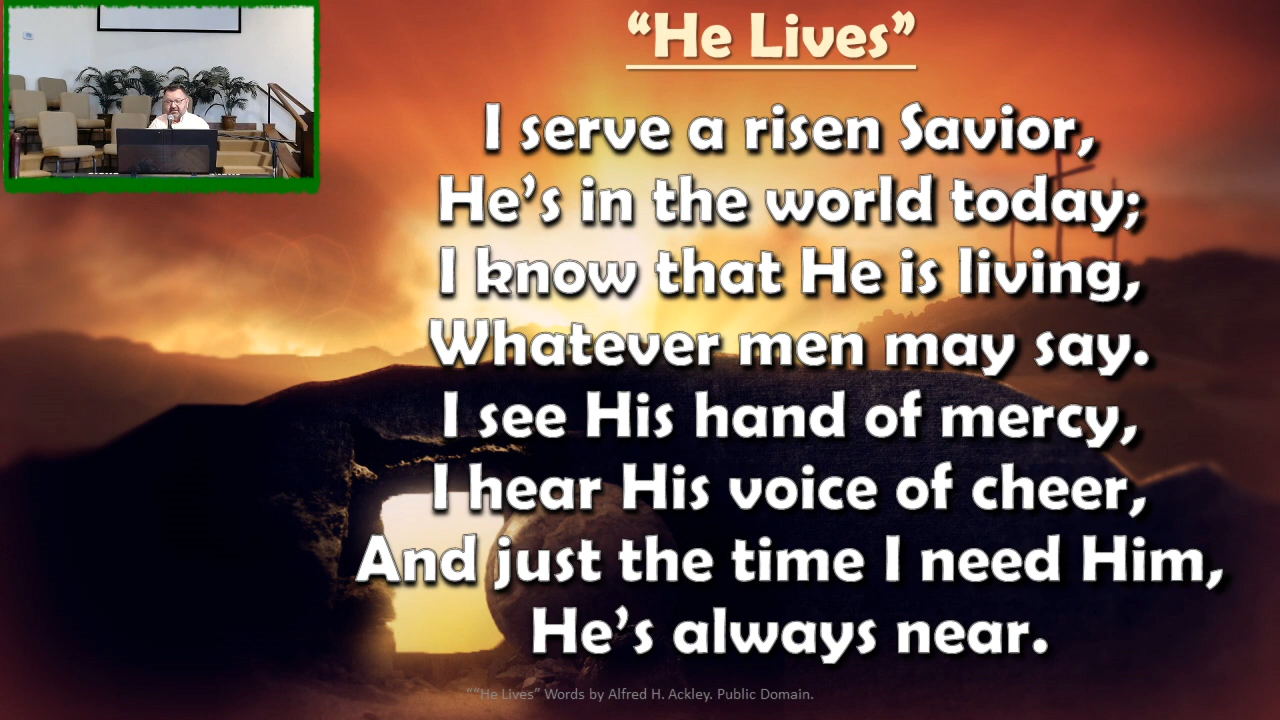 “He Lives”
I serve a risen Savior,
He’s in the world today;
I know that He is living,
Whatever men may say.
I see His hand of mercy,
I hear His voice of cheer,
And just the time I need Him,
He’s always near.
““He Lives” Words by Alfred H. Ackley. Public Domain.